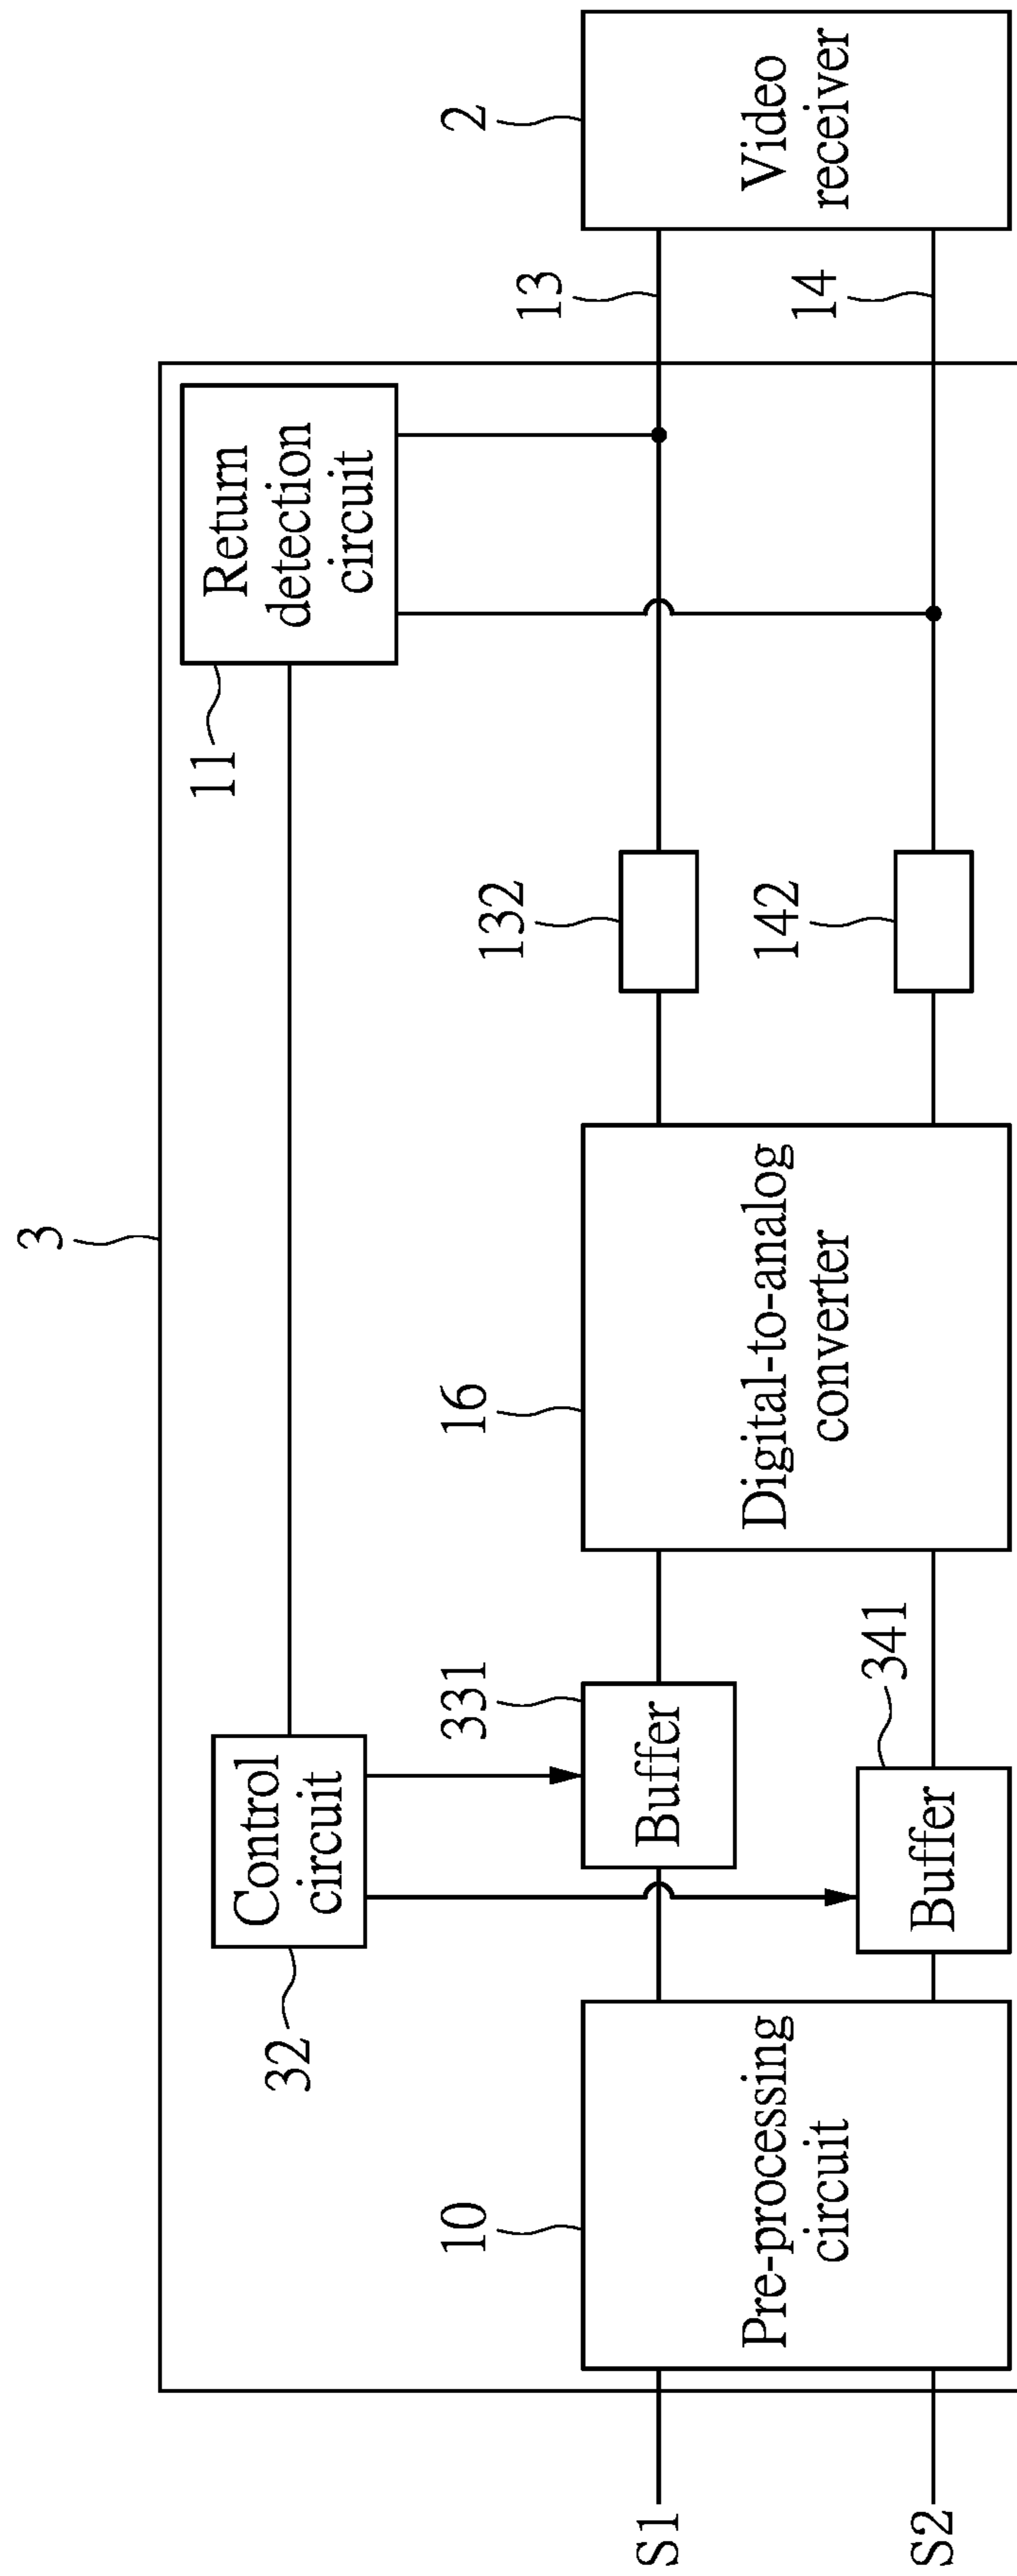 3
32
Control
circuit
11
Return
detection
circuit
S1
S2
10
Pre-processing
circuit
331
Buffer
341
Buffer
16
Digital-to-analog
converter
132
142
13
14
2
Video
receiver